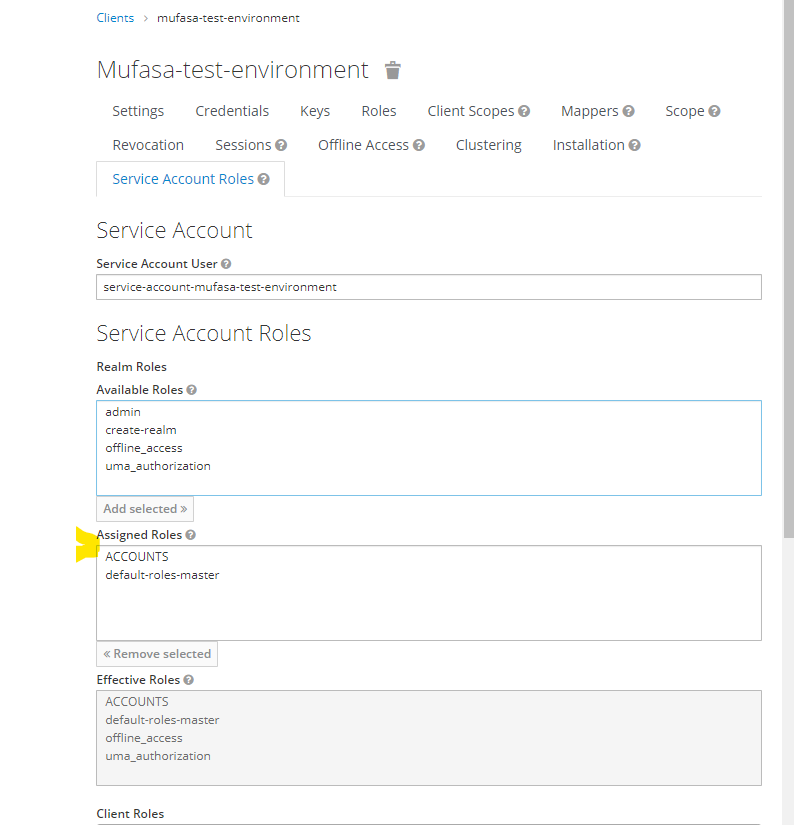 Clients › mufasa-test-environment
Mufasa-test-environment
Settings Credentials Keys Roles Client Scopes Mappers Scope
Revocation Sessions Offline Access Clustering Installation
Service Account Roles
Service Account
Service Account User
service-account-mufasa-test-environment
Service Account Roles
Realm Roles
Available Roles
admin
create-realm
offline_access
uma_authorization
Add selected »
Assigned Roles
ACCOUNTS
default-roles-master
« Remove selected
Effective Roles
ACCOUNTS
default-roles-master
offline_access
uma_authorization
Client Roles